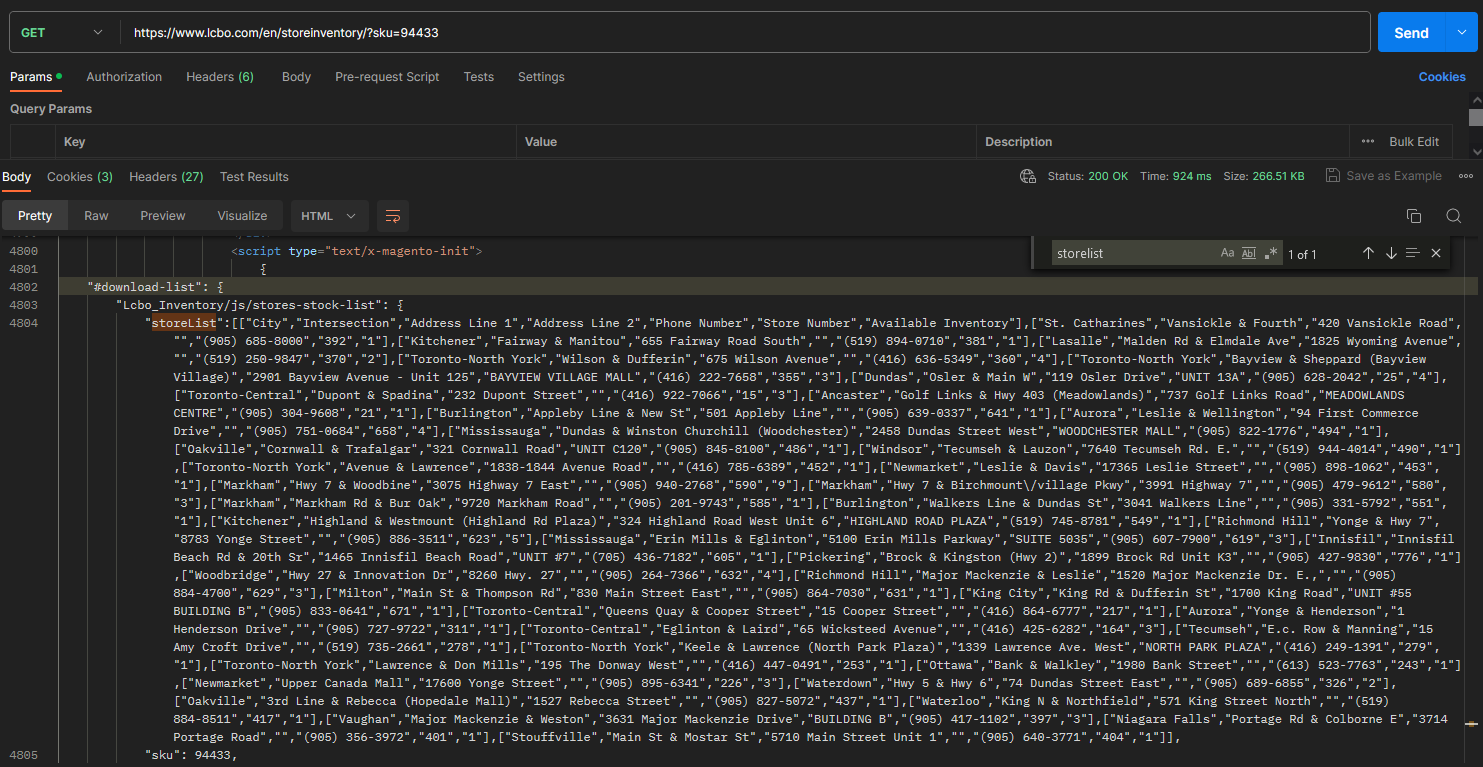 GET https://www.lcbo.com/en/storeinventory/?sku=94433 Send
Params Authorization Headers (6) Body Pre-request Script Tests Settings Cookies
Query Params
Key Value Description Bulk Edit
Body Cookies (3) Headers (27) Test Results Status: 200 OK Time: 924 ms Size: 266.51 KB Save as Example
Pretty Raw Preview Visualize HTML
4800 <script type="text/x-magento-init">
storelist Aa Abl .* 1 of 1
4801 {
4802 "#download-list": {
4803 "Lcbo_Inventory/js/stores-stock-list": {
4804 "storeList":[["City","Intersection","Address Line 1","Address Line 2","Phone Number","Store Number","Available Inventory"],["St. Catharines","Vansickle & Fourth","420 Vansickle Road",
"","(905) 685-8000","392","1"],["Kitchener","Fairway & Manitou","655 Fairway Road South","","(519) 894-0710","381","1"],["Lasalle","Malden Rd & Elmdale Ave","1825 Wyoming Avenue",
"","(519) 250-9847","370","2"],["Toronto-North York","Wilson & Dufferin","675 Wilson Avenue","","(416) 636-5349","360","4"],["Toronto-North York","Bayview & Sheppard (Bayview
Village)","2901 Bayview Avenue - Unit 125","BAYVIEW VILLAGE MALL","(416) 222-7658","355","3"],["Dundas","Osler & Main W","119 Osler Drive","UNIT 13A","(905) 628-2042","25","4"],
["Toronto-Central","Dupont & Spadina","232 Dupont Street","","(416) 922-7066","15","3"],["Ancaster","Golf Links & Hwy 403 (Meadowlands)","737 Golf Links Road","MEADOWLANDS
CENTRE","(905) 304-9608","21","1"],["Burlington","Appleby Line & New St","501 Appleby Line","","(905) 639-0337","641","1"],["Aurora","Leslie & Wellington","94 First Commerce
Drive","","(905) 751-0684","658","4"],["Mississauga","Dundas & Winston Churchill (Woodchester)","2458 Dundas Street West","WOODCHESTER MALL","(905) 822-1776","494","1"],
["Oakville","Cornwall & Trafalgar","321 Cornwall Road","UNIT C120","(905) 845-8100","486","1"],["Windsor","Tecumseh & Lauzon","7640 Tecumseh Rd. E.","","(519) 944-4014","490","1"]
,["Toronto-North York","Avenue & Lawrence","1838-1844 Avenue Road","","(416) 785-6389","452","1"],["Newmarket","Leslie & Davis","17365 Leslie Street","","(905) 898-1062","453",
"1"],["Markham","Hwy 7 & Woodbine","3075 Highway 7 East","","(905) 940-2768","590","9"],["Markham","Hwy 7 & Birchmount\/village Pkwy","3991 Highway 7","","(905) 479-9612","580",
"3"],["Markham","Markham Rd & Bur Oak","9720 Markham Road","","(905) 201-9743","585","1"],["Burlington","Walkers Line & Dundas St","3041 Walkers Line","","(905) 331-5792","551",
"1"],["Kitchener","Highland & Westmount (Highland Rd Plaza)","324 Highland Road West Unit 6","HIGHLAND ROAD PLAZA","(519) 745-8781","549","1"],["Richmond Hill","Yonge & Hwy 7",
"8783 Yonge Street","","(905) 886-3511","623","5"],["Mississauga","Erin Mills & Eglinton","5100 Erin Mills Parkway","SUITE 5035","(905) 607-7900","619","3"],["Innisfil","Innisfil
Beach Rd & 20th Sr","1465 Innisfil Beach Road","UNIT #7","(705) 436-7182","605","1"],["Pickering","Brock & Kingston (Hwy 2)","1899 Brock Rd Unit K3","","(905) 427-9830","776","1"]
,["Woodbridge","Hwy 27 & Innovation Dr","8260 Hwy. 27","","(905) 264-7366","632","4"],["Richmond Hill","Major Mackenzie & Leslie","1520 Major Mackenzie Dr. E.,","","(905)
884-4700","629","3"],["Milton","Main St & Thompson Rd","830 Main Street East","","(905) 864-7030","631","1"],["King City","King Rd & Dufferin St","1700 King Road","UNIT #55
BUILDING B","(905) 833-0641","671","1"],["Toronto-Central","Queens Quay & Cooper Street","15 Cooper Street","","(416) 864-6777","217","1"],["Aurora","Yonge & Henderson","1
Henderson Drive","","(905) 727-9722","311","1"],["Toronto-Central","Eglinton & Laird","65 Wicksteed Avenue","","(416) 425-6282","164","3"],["Tecumseh","E.c. Row & Manning","15
Amy Croft Drive","","(519) 735-2661","278","1"],["Toronto-North York","Keele & Lawrence (North Park Plaza)","1339 Lawrence Ave. West","NORTH PARK PLAZA","(416) 249-1391","279",
"1"],["Toronto-North York","Lawrence & Don Mills","195 The Donway West","","(416) 447-0491","253","1"],["Ottawa","Bank & Walkley","1980 Bank Street","","(613) 523-7763","243","1"]
,["Newmarket","Upper Canada Mall","17600 Yonge Street","","(905) 895-6341","226","3"],["Waterdown","Hwy 5 & Hwy 6","74 Dundas Street East","","(905) 689-6855","326","2"],
["Oakville","3rd Line & Rebecca (Hopedale Mall)","1527 Rebecca Street","","(905) 827-5072","437","1"],["Waterloo","King N & Northfield","571 King Street North","","(519)
884-8511","417","1"],["Vaughan","Major Mackenzie & Weston","3631 Major Mackenzie Drive","BUILDING B","(905) 417-1102","397","3"],["Niagara Falls","Portage Rd & Colborne E","3714
Portage Road","","(905) 356-3972","401","1"],["Stouffville","Main St & Mostar St","5710 Main Street Unit 1","","(905) 640-3771","404","1"]],
4805 "sku": 94433,